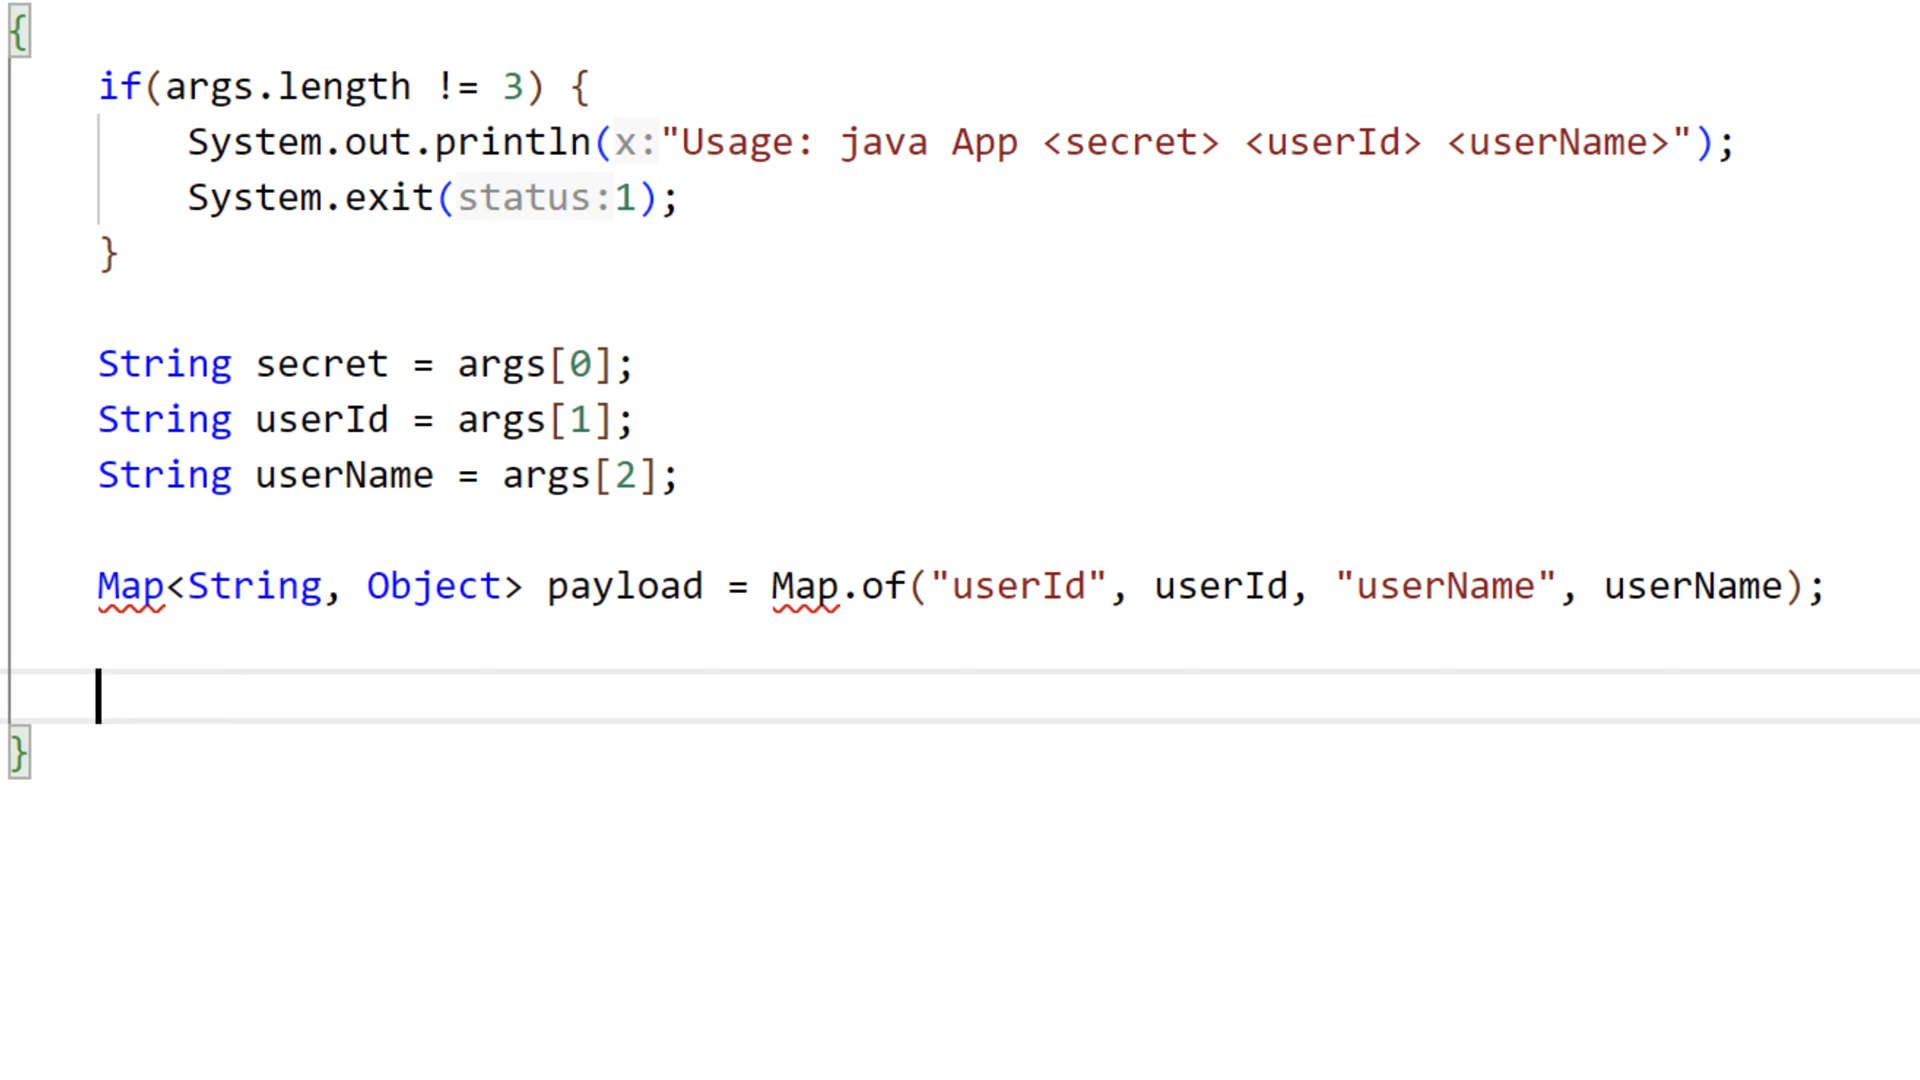 {
if(args.length != 3) {
System.out.println(x:"Usage: java App <secret> <userId> <userName>");
System.exit(status:1);
}
String secret = args[0];
String userId = args[1];
String userName = args[2];
Map<String, Object> payload = Map.of("userId", userId, "userName", userName);
}